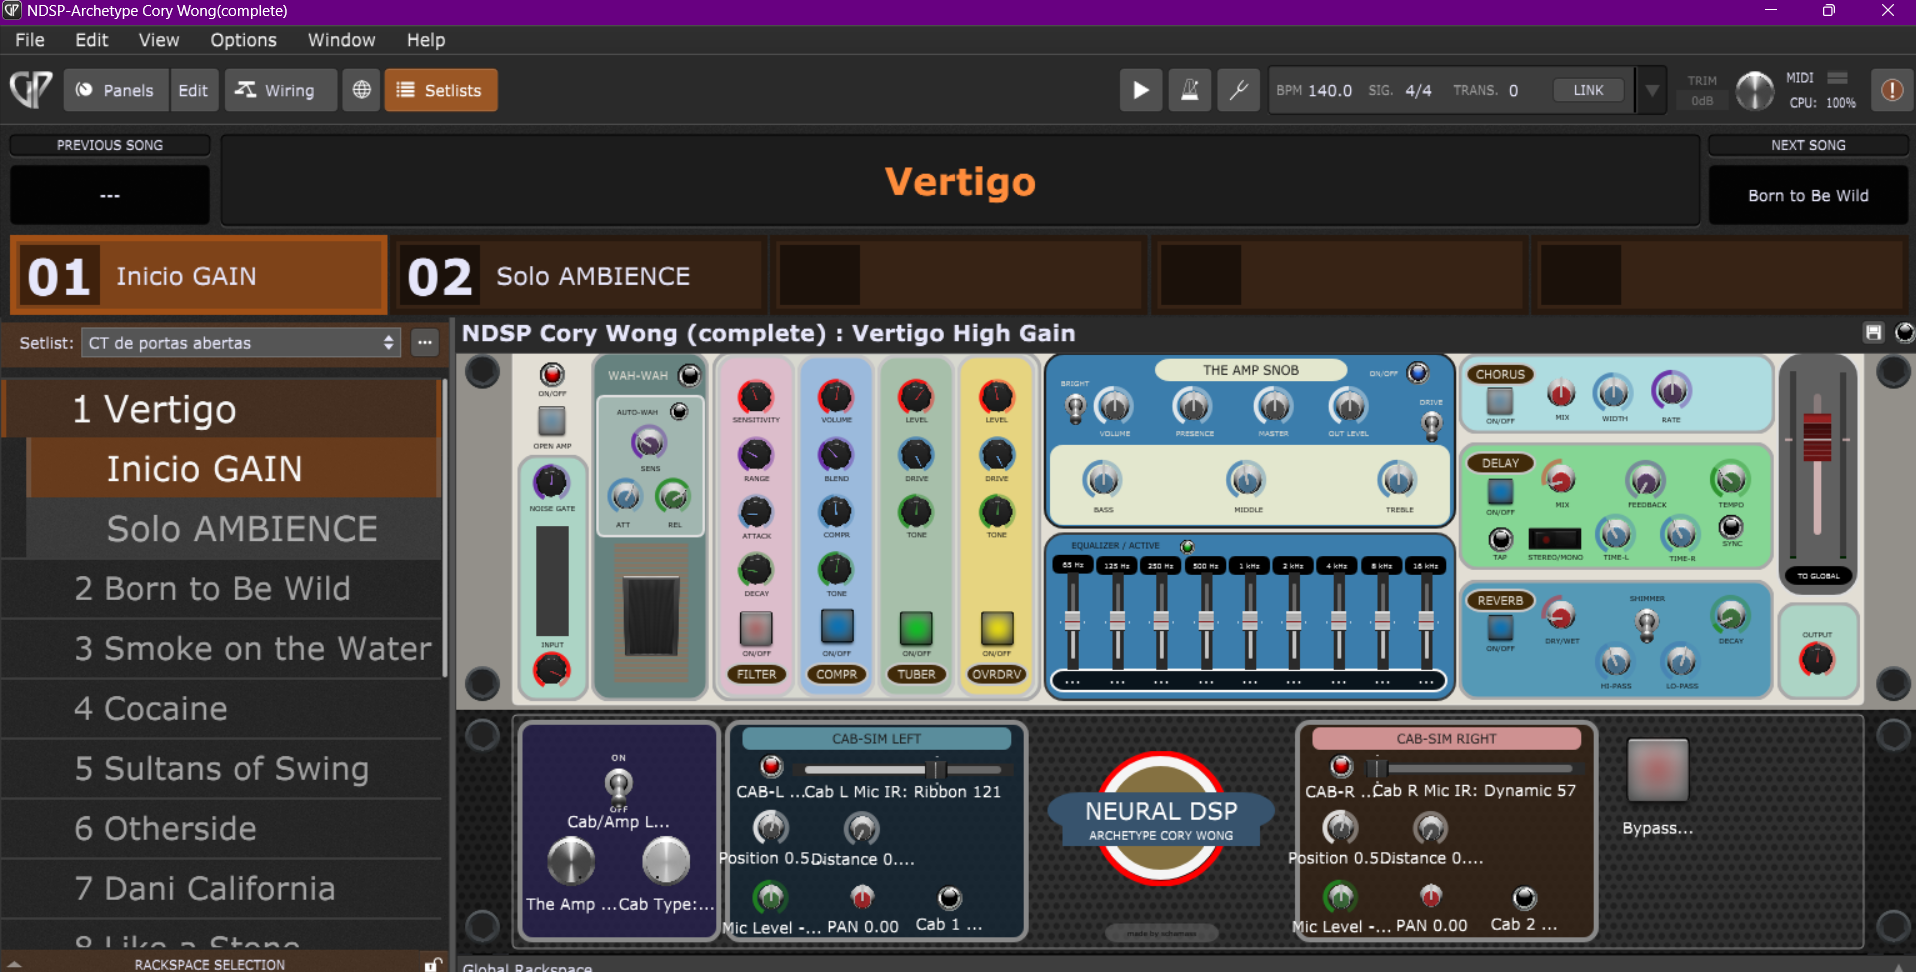 NDSP-Archetype Cory Wong(complete)
File Edit View Options Window Help
GP Panels Edit Wiring Setlists
BPM 140.0 SIG. 4/4 TRANS. 0 LINK
TRIM
0dB
MIDI
CPU: 100%
PREVIOUS SONG
---
Vertigo
NEXT SONG
Born to Be Wild
01 Inicio GAIN
02 Solo AMBIENCE
Setlist: CT de portas abertas ...
1 Vertigo
Inicio GAIN
Solo AMBIENCE
2 Born to Be Wild
3 Smoke on the Water
4 Cocaine
5 Sultans of Swing
6 Otherside
7 Dani California
8 Like a Stone
RACKSPACE SELECTION
NDSP Cory Wong (complete) : Vertigo High Gain
ON/OFF
OPEN AMP
NOISE GATE
INPUT
WAH-WAH
AUTO-WAH
SENS
ATT REL
SENSITIVITY
RANGE
ATTACK
DECAY
ON/OFF
FILTER
VOLUME
BLEND
COMPR
TONE
ON/OFF
COMPR
LEVEL
DRIVE
TONE
ON/OFF
TUBER
LEVEL
DRIVE
TONE
ON/OFF
OVRDRV
THE AMP SNOB
ON/OFF
BRIGHT
DRIVE
VOLUME PRESENCE MASTER OUT LEVEL
BASS MIDDLE TREBLE
EQUALIZER / ACTIVE
65 Hz 125 Hz 250 Hz 500 Hz 1 kHz 2 kHz 4 kHz 8 kHz 16 kHz
... ... ... ... ... ... ... ... ...
CHORUS
ON/OFF MIX WIDTH RATE
DELAY
ON/OFF MIX FEEDBACK TEMPO
TAP STEREO/MONO TIME-L TIME-R SYNC
REVERB
SHIMMER
ON/OFF DRY/WET DECAY
HI-PASS LO-PASS
TO GLOBAL
OUTPUT
ON
OFF
Cab/Amp L...
The Amp ... Cab Type:...
CAB-SIM LEFT
CAB-L ... Cab L Mic IR: Ribbon 121
Position 0.5 Distance 0....
Mic Level -... PAN 0.00 Cab 1 ...
NEURAL DSP
ARCHETYPE CORY WONG
CAB-SIM RIGHT
CAB-R ... Cab R Mic IR: Dynamic 57
Position 0.5 Distance 0....
Mic Level -... PAN 0.00 Cab 2 ...
Bypass...
Global Rackspace